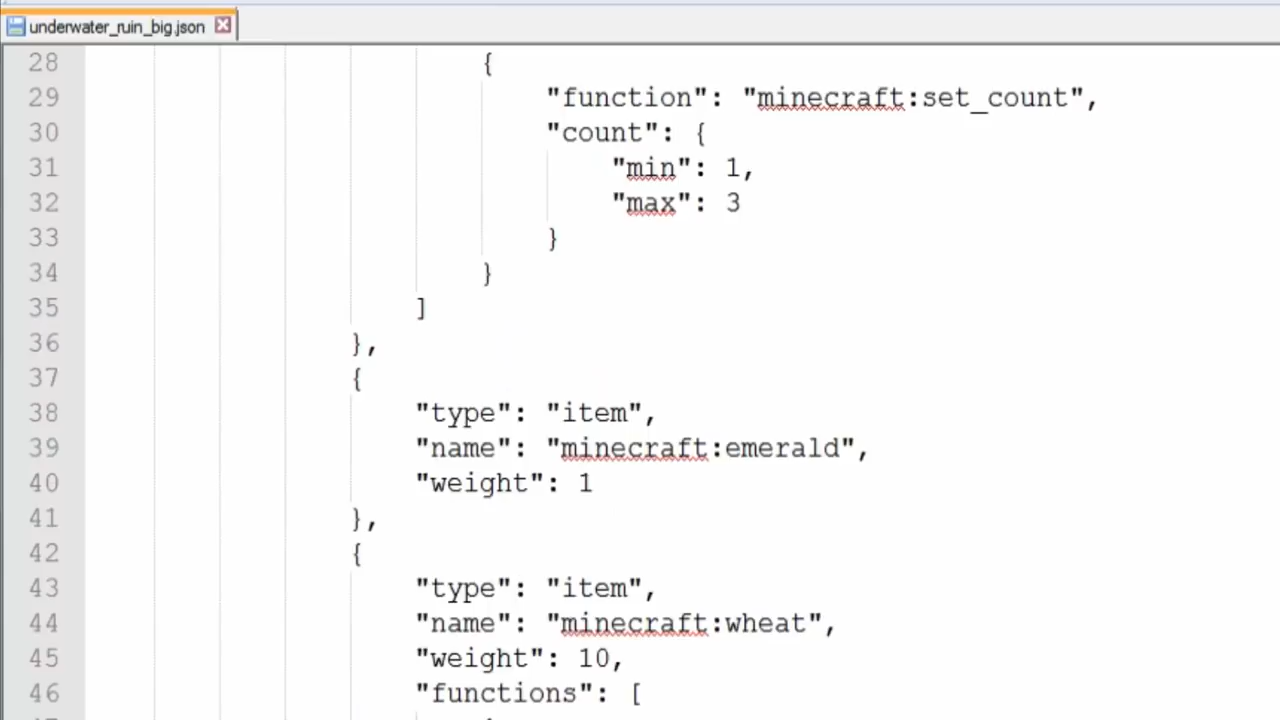 underwater_ruin_big.json
28 {
29 "function": "minecraft:set_count",
30 "count": {
31 "min": 1,
32 "max": 3
33 }
34 }
35 ]
36 },
37 {
38 "type": "item",
39 "name": "minecraft:emerald",
40 "weight": 1
41 },
42 {
43 "type": "item",
44 "name": "minecraft:wheat",
45 "weight": 10,
46 "functions": [